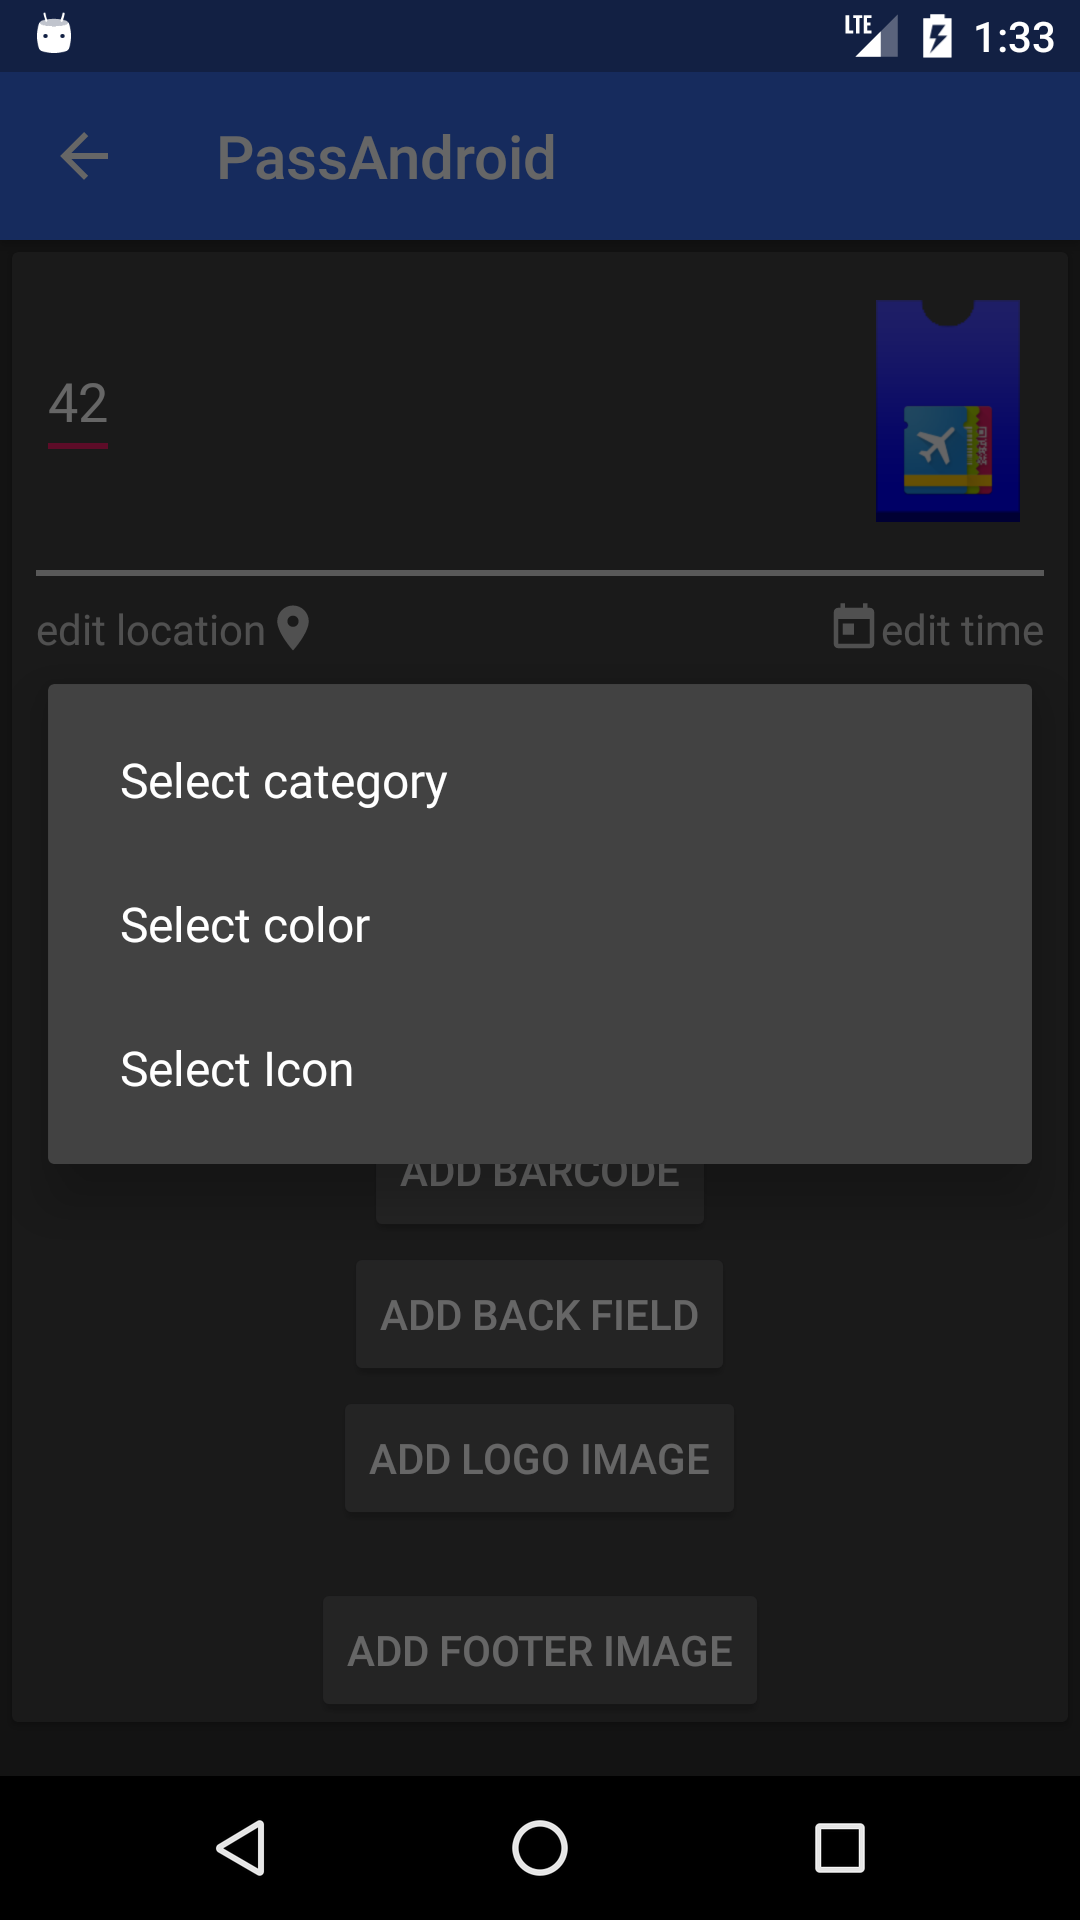 LTE 1:33
PassAndroid
42
edit location edit time
Select category
Select color
Select Icon
ADD BARCODE
ADD BACK FIELD
ADD LOGO IMAGE
ADD FOOTER IMAGE